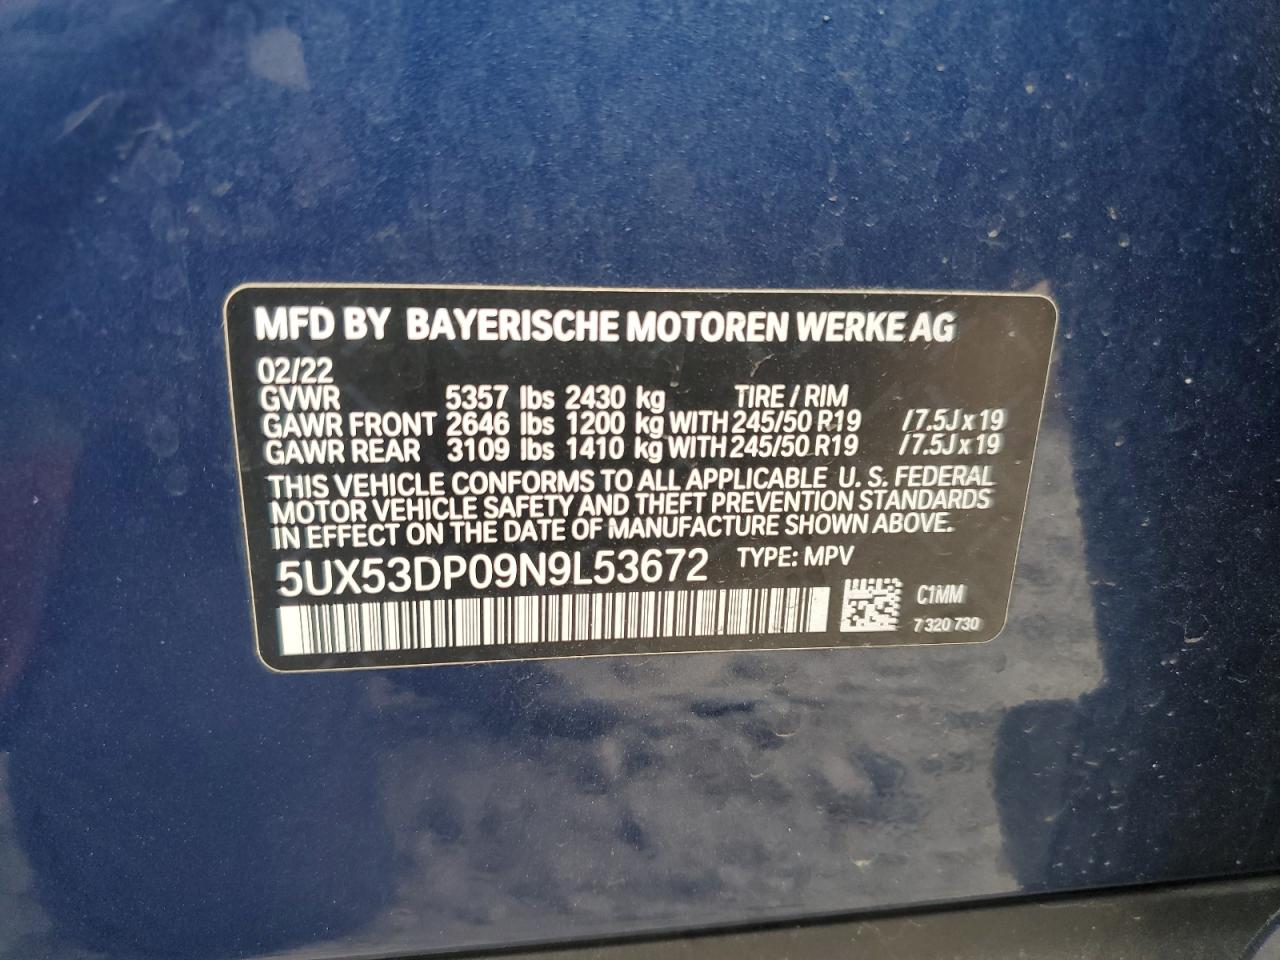 MFD BY BAYERISCHE MOTOREN WERKE AG
02/22
GVWR 5357 lbs 2430 kg TIRE / RIM
GAWR FRONT 2646 lbs 1200 kg WITH 245/50 R19 /7.5J x 19
GAWR REAR 3109 lbs 1410 kg WITH 245/50 R19 /7.5J x 19
THIS VEHICLE CONFORMS TO ALL APPLICABLE U. S. FEDERAL
MOTOR VEHICLE SAFETY AND THEFT PREVENTION STANDARDS
IN EFFECT ON THE DATE OF MANUFACTURE SHOWN ABOVE.
5UX53DP09N9L53672 TYPE: MPV
C1MM
7 320 730